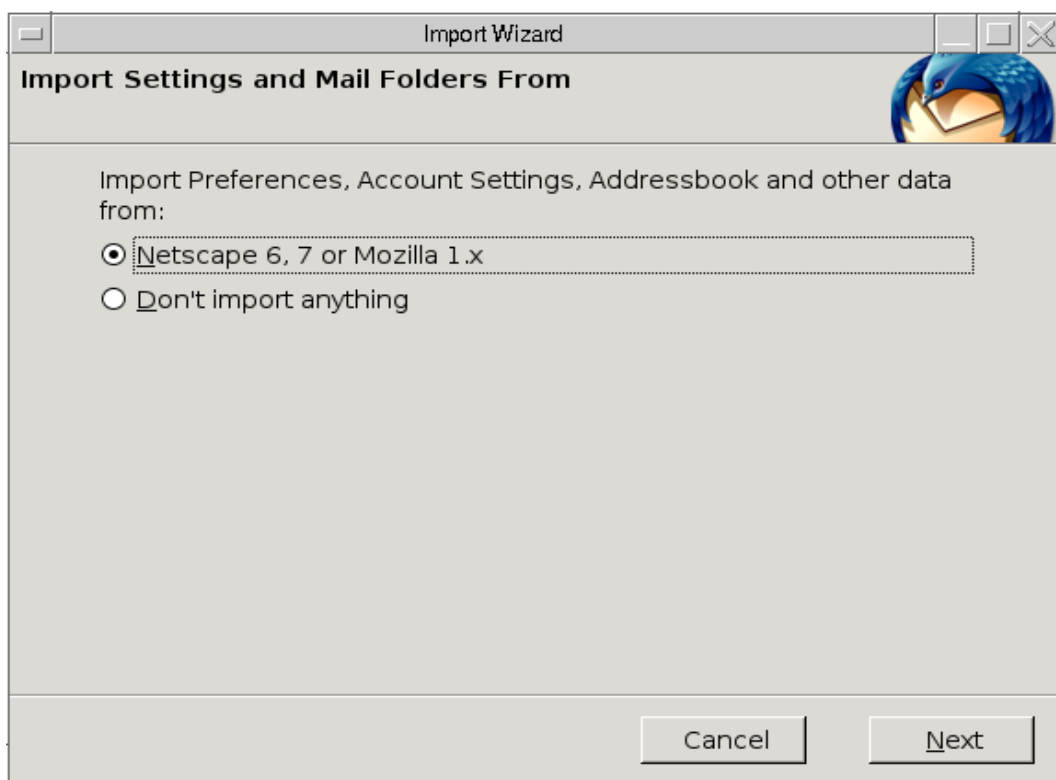 Import Wizard
Import Settings and Mail Folders From
Import Preferences, Account Settings, Addressbook and other data
from:
Netscape 6, 7 or Mozilla 1.x
Don't import anything
Cancel
Next